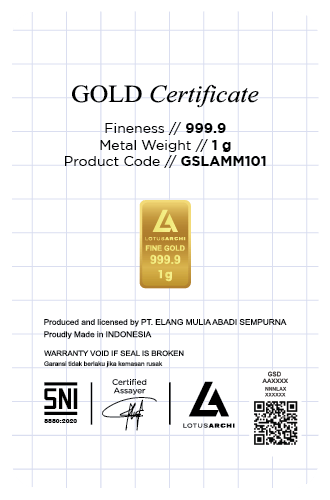 GOLD Certificate
Fineness // 999.9
Metal Weight // 1 g
Product Code // GSLAMM101
LOTUSARCHI
FINE GOLD
999.9
1g
Produced and licensed by PT. ELANG MULIA ABADI SEMPURNA
Proudly Made in INDONESIA
WARRANTY VOID IF SEAL IS BROKEN
Garansi tidak berlaku jika kemasan rusak
SNI
8880:2020
Certified
Assayer
LOTUSARCHI
GSD
AAXXXX
NNNLAX
XXXXXX